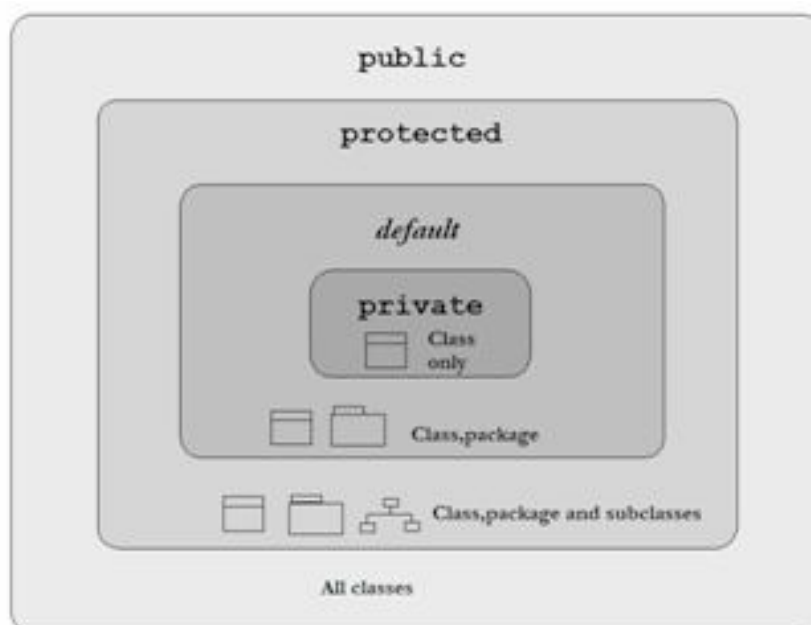 public
protected
default
private
Class
only
Class,package
Class,package and subclasses
All classes